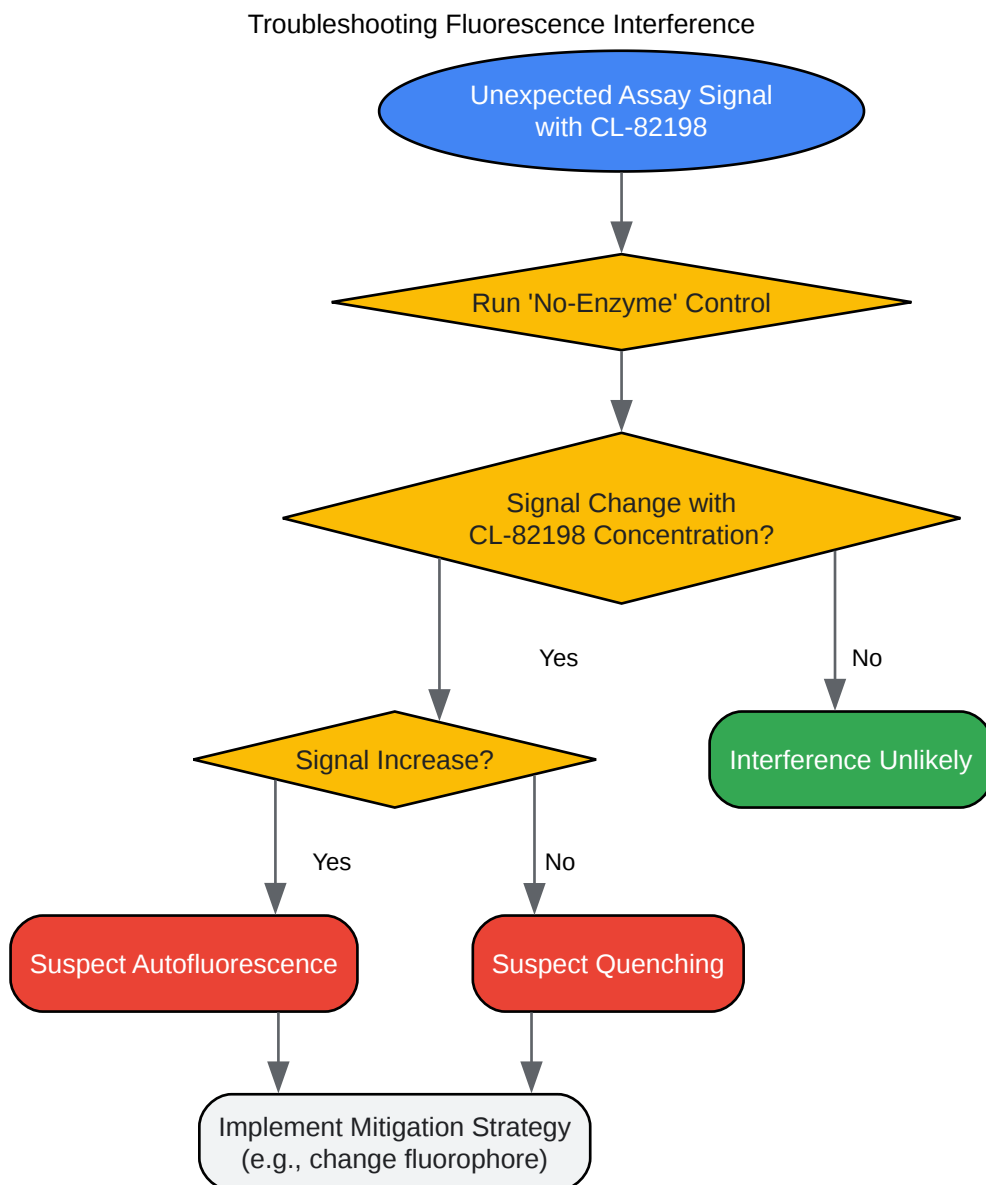 Troubleshooting Fluorescence Interference
Unexpected Assay Signal
with CL-82198
Run 'No-Enzyme' Control
Signal Change with
CL-82198 Concentration?
Yes
No
Signal Increase?
Interference Unlikely
Yes
No
Suspect Autofluorescence
Suspect Quenching
Implement Mitigation Strategy
(e.g., change fluorophore)